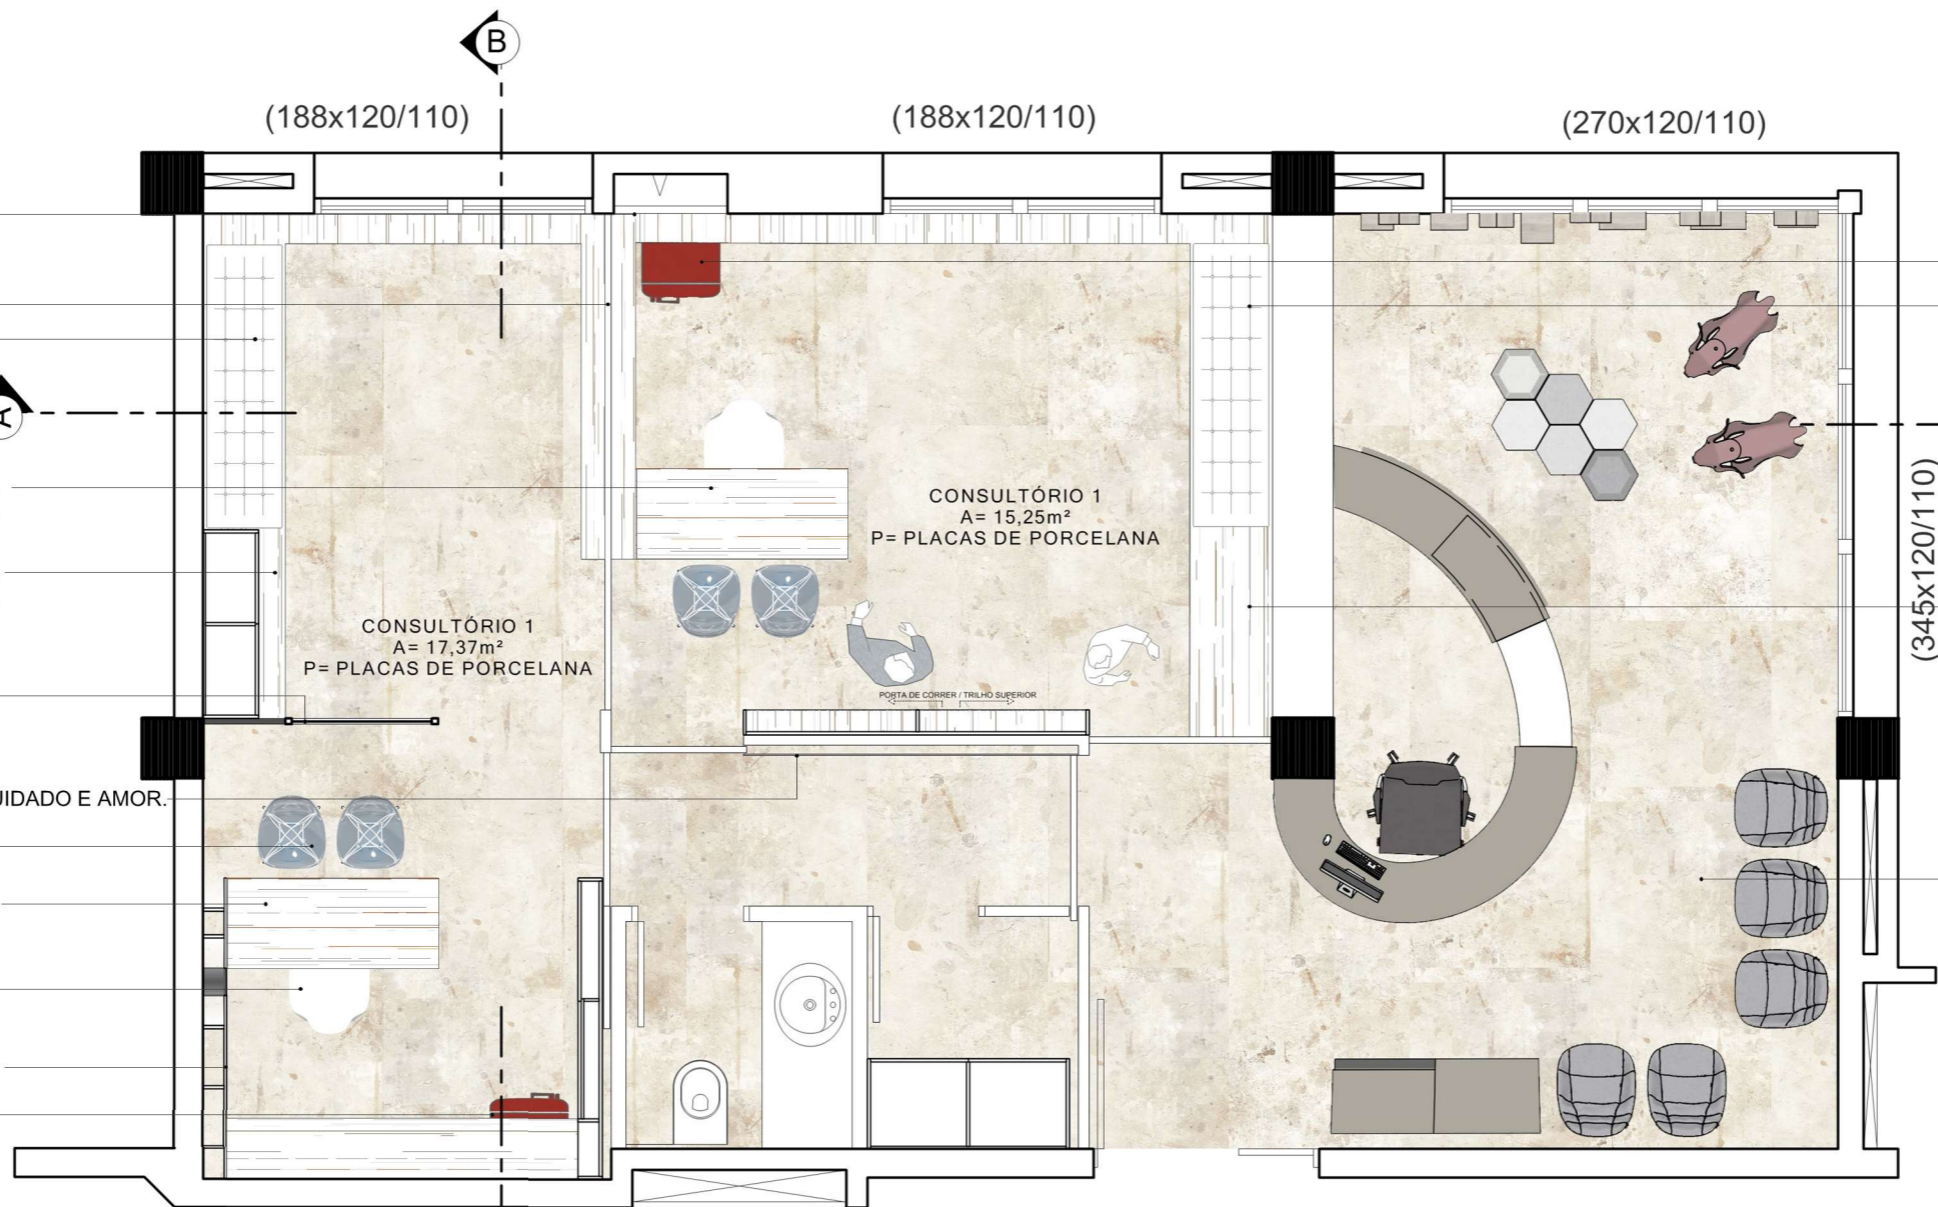 B
(188x120/110)
(188x120/110)
(270x120/110)
A
(345x120/110)
CONSULTÓRIO 1
A= 15,25m²
P= PLACAS DE PORCELANA
CONSULTÓRIO 1
A= 17,37m²
P= PLACAS DE PORCELANA
PORTA DE CORRER / TRILHO SUPERIOR
UIDADO E AMOR.